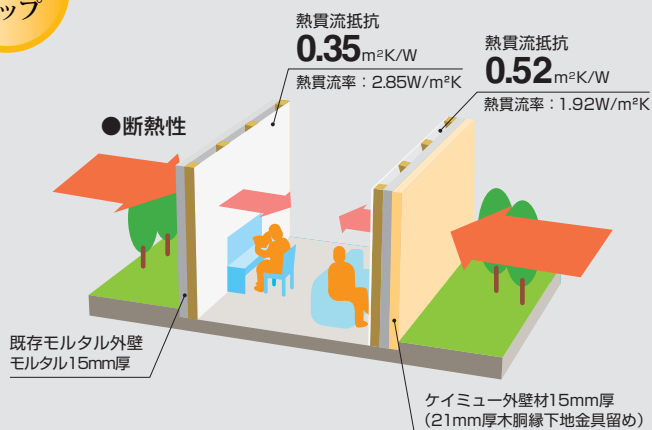 ップ
熱貫流抵抗
0.35m²K/W
熱貫流率：2.85W/m²K
熱貫流抵抗
0.52m²K/W
熱貫流率：1.92W/m²K
●断熱性
既存モルタル外壁
モルタル15mm厚
ケイミュー外壁材15mm厚
（21mm厚木胴縁下地金具留め）